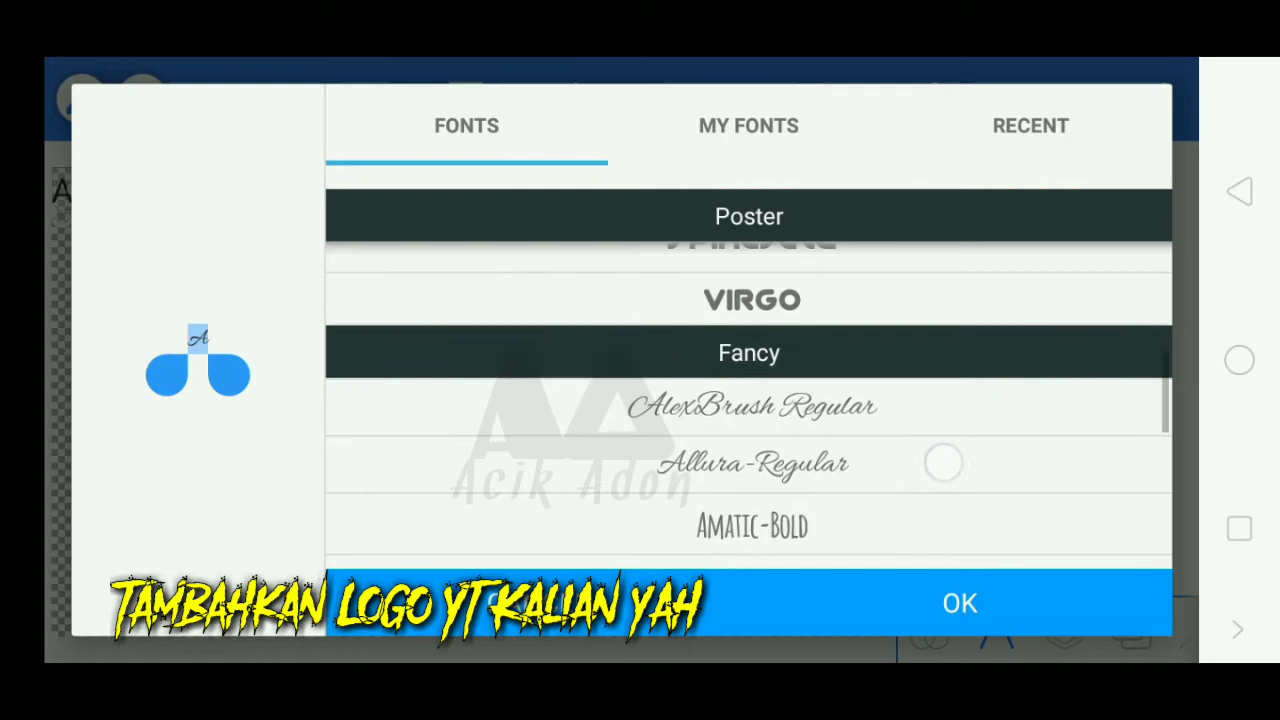 FONTS
MY FONTS
RECENT
Poster
VIRGO
Fancy
A
AlexBrush Regular
Allura-Regular
Acik Adon
Amatic-Bold
TAMBAHKAN LOGO YT KALIAN YAH
OK